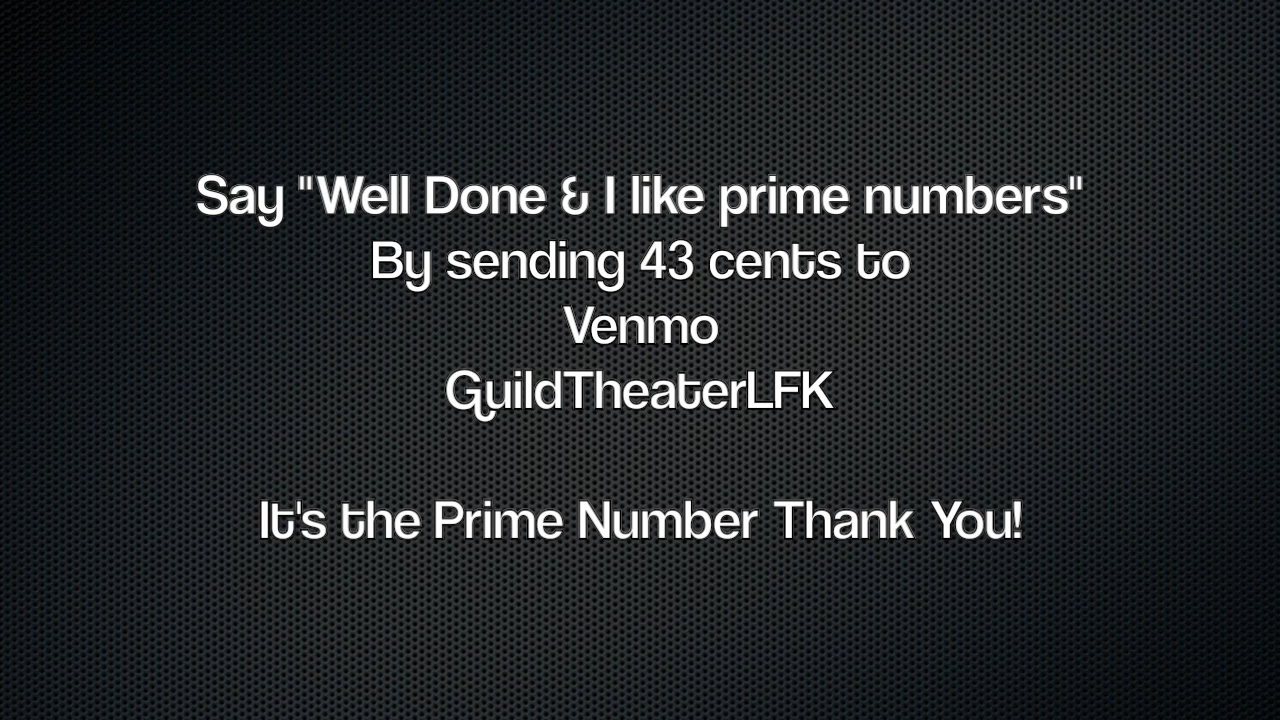 Say "Well Done & I like prime numbers"
By sending 43 cents to
Venmo
GuildTheaterLFK
It's the Prime Number Thank You!